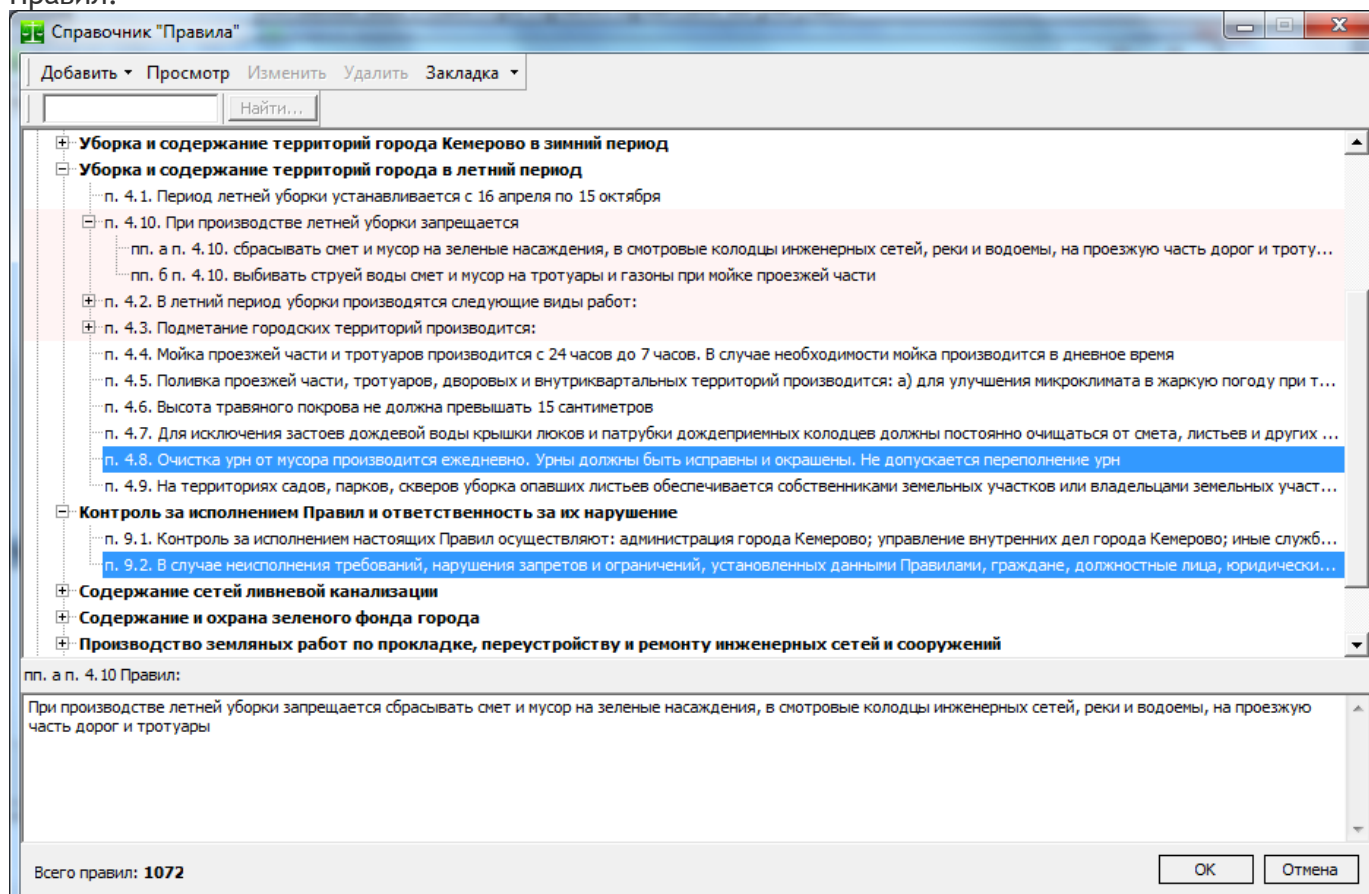 правил.
Справочник "Правила"
Добавить Просмотр Изменить Удалить Закладка
Найти...
Уборка и содержание территорий города Кемерово в зимний период
Уборка и содержание территорий города в летний период
п. 4.1. Период летней уборки устанавливается с 16 апреля по 15 октября
п. 4.10. При производстве летней уборки запрещается
пп. а п. 4.10. сбрасывать смет и мусор на зеленые насаждения, в смотровые колодцы инженерных сетей, реки и водоемы, на проезжую часть дорог и троту...
пп. б п. 4.10. выбивать струей воды смет и мусор на тротуары и газоны при мойке проезжей части
п. 4.2. В летний период уборки производятся следующие виды работ:
п. 4.3. Подметание городских территорий производится:
п. 4.4. Мойка проезжей части и тротуаров производится с 24 часов до 7 часов. В случае необходимости мойка производится в дневное время
п. 4.5. Поливка проезжей части, тротуаров, дворовых и внутриквартальных территорий производится: а) для улучшения микроклимата в жаркую погоду при т...
п. 4.6. Высота травяного покрова не должна превышать 15 сантиметров
п. 4.7. Для исключения застоев дождевой воды крышки люков и патрубки дождеприемных колодцев должны постоянно очищаться от смета, листьев и других ...
п. 4.8. Очистка урн от мусора производится ежедневно. Урны должны быть исправны и окрашены. Не допускается переполнение урн
п. 4.9. На территориях садов, парков, скверов уборка опавших листьев обеспечивается собственниками земельных участков или владельцами земельных участ...
Контроль за исполнением Правил и ответственность за их нарушение
п. 9.1. Контроль за исполнением настоящих Правил осуществляют: администрация города Кемерово; управление внутренних дел города Кемерово; иные служб...
п. 9.2. В случае неисполнения требований, нарушения запретов и ограничений, установленных данными Правилами, граждане, должностные лица, юридически...
Содержание сетей ливневой канализации
Содержание и охрана зеленого фонда города
Производство земляных работ по прокладке, переустройству и ремонту инженерных сетей и сооружений
пп. а п. 4.10 Правил:
При производстве летней уборки запрещается сбрасывать смет и мусор на зеленые насаждения, в смотровые колодцы инженерных сетей, реки и водоемы, на проезжую
часть дорог и тротуары
Всего правил: 1072
ОК Отмена